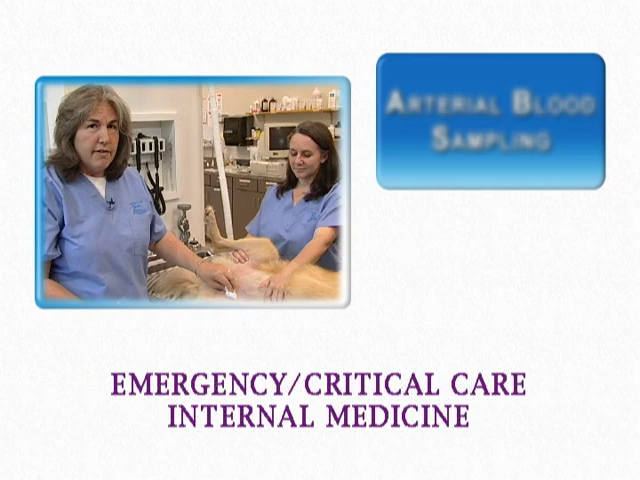 ARTERIAL BLOOD
SAMPLING
EMERGENCY/CRITICAL CARE
INTERNAL MEDICINE